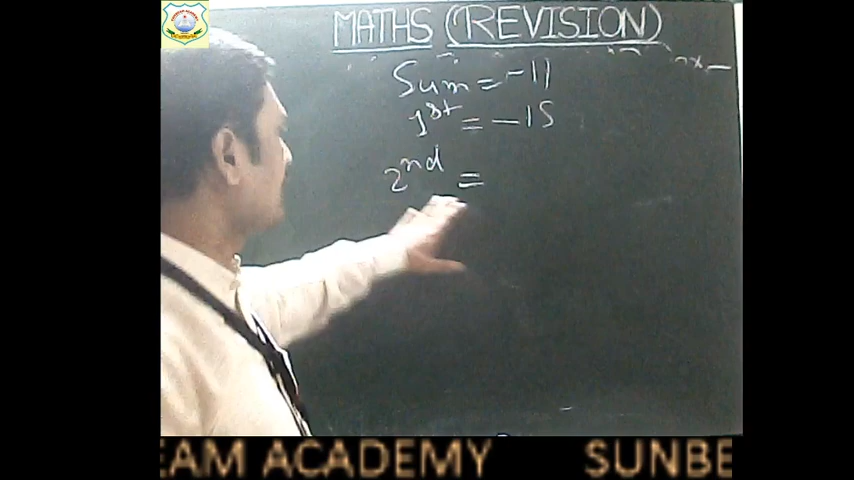 MATHS (REVISION)
Sum = -11
1st = -15
2nd =
EAM ACADEMY SUNBE